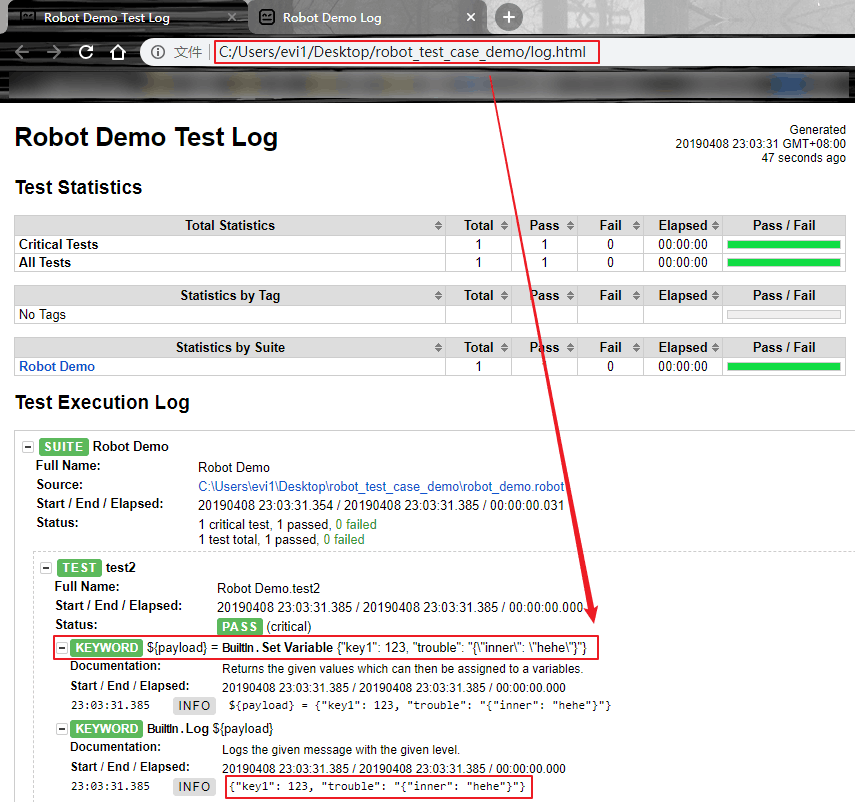 Robot Demo Test Log
Robot Demo Log
文件 C:/Users/evi1/Desktop/robot_test_case_demo/log.html
Robot Demo Test Log
Generated
20190408 23:03:31 GMT+08:00
47 seconds ago
Test Statistics
Total Statistics Total Pass Fail Elapsed Pass / Fail
Critical Tests 1 1 0 00:00:00
All Tests 1 1 0 00:00:00
Statistics by Tag Total Pass Fail Elapsed Pass / Fail
No Tags
Statistics by Suite Total Pass Fail Elapsed Pass / Fail
Robot Demo 1 0 00:00:00
Test Execution Log
SUITE Robot Demo
Full Name: Robot Demo
Source: C:\Users\evi1\Desktop\robot_test_case_demo\robot_demo.robot
Start / End / Elapsed: 20190408 23:03:31.354 / 20190408 23:03:31.385 / 00:00:00.031
Status: 1 critical test, 1 passed, 0 failed
1 test total, 1 passed, 0 failed
TEST test2
Full Name: Robot Demo.test2
Start / End / Elapsed: 20190408 23:03:31.385 / 20190408 23:03:31.385 / 00:00:00.000
Status: PASS (critical)
KEYWORD ${payload} = BuiltIn.Set Variable {"key1": 123, "trouble": "{\"inner\": \"hehe\"}"}
Documentation: Returns the given values which can then be assigned to a variables.
Start / End / Elapsed: 20190408 23:03:31.385 / 20190408 23:03:31.385 / 00:00:00.000
23:03:31.385 INFO ${payload} = {"key1": 123, "trouble": "{"inner": "hehe"}"}
KEYWORD BuiltIn.Log ${payload}
Documentation: Logs the given message with the given level.
Start / End / Elapsed: 20190408 23:03:31.385 / 20190408 23:03:31.385 / 00:00:00.000
23:03:31.385 INFO {"key1": 123, "trouble": "{"inner": "hehe"}"}